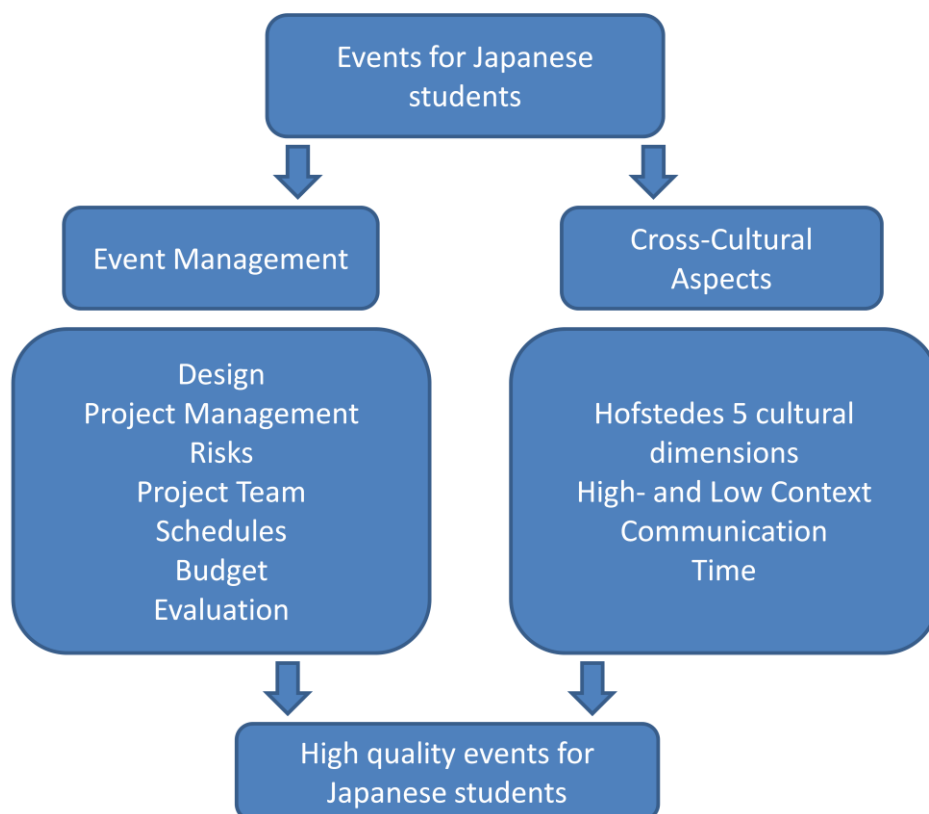 Events for Japanese
students
Event Management
Cross-Cultural
Aspects
Design
Project Management
Risks
Project Team
Schedules
Budget
Evaluation
Hofstedes 5 cultural
dimensions
High- and Low Context
Communication
Time
High quality events for
Japanese students